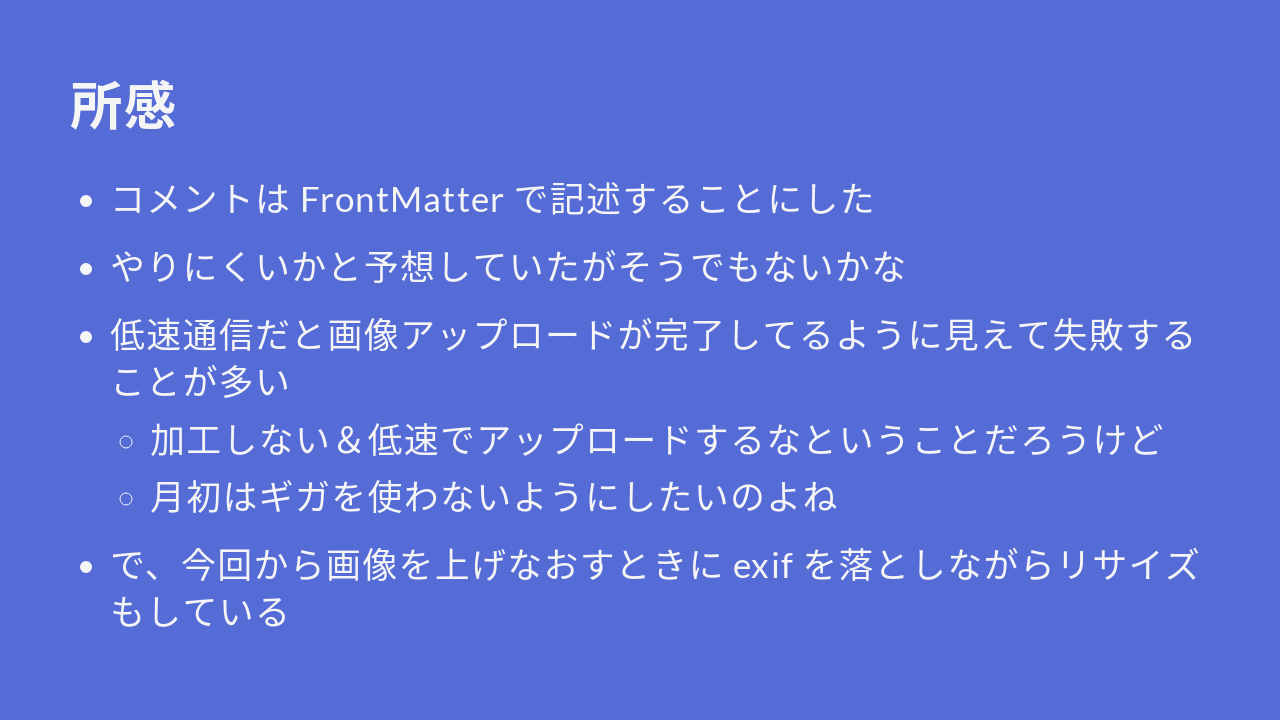 所感
コメントは FrontMatter で記述することにした
やりにくいかと予想していたがそうでもないかな
低速通信だと画像アップロードが完了してるように見えて失敗する
ことが多い
加工しない＆低速でアップロードするなということだろうけど
月初はギガを使わないようにしたいのよね
で、今回から画像を上げなおすときに exif を落としながらリサイズ
もしている